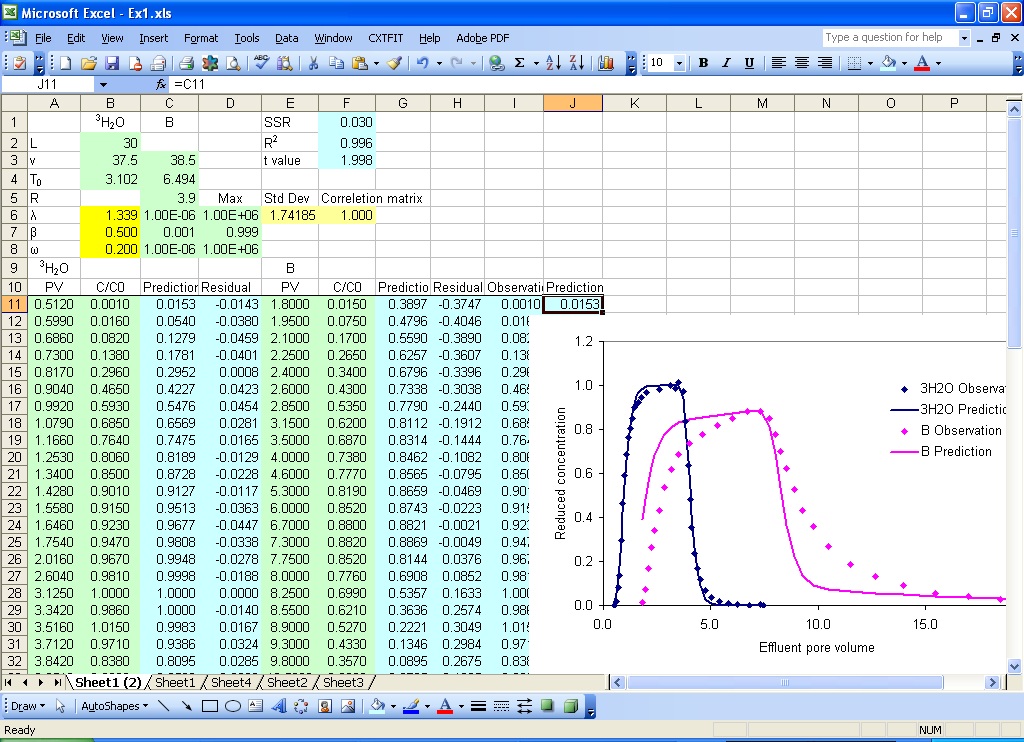 Microsoft Excel - Ex1.xls
File Edit View Insert Format Tools Data Window CXTFIT Help Adobe PDF Type a question for help
10 B I U
J11 fx =C11
A B C D E F G H I J K L M N O P
1 ³H₂O B SSR 0.030
2 L 30 R² 0.996
3 v 37.5 38.5 t value 1.998
4 T₀ 3.102 6.494
5 R 3.9 Max Std Dev Correletion matrix
6 λ 1.339 1.00E-06 1.00E+06 1.74185 1.000
7 β 0.500 0.001 0.999
8 ω 0.200 1.00E-06 1.00E+06
9 ³H₂O B
10 PV C/C0 Prediction Residual PV C/C0 Predictio Residual Observati Prediction
11 0.5120 0.0010 0.0153 -0.0143 1.8000 0.0150 0.3897 -0.3747 0.0010 0.0153
12 0.5990 0.0160 0.0540 -0.0380 1.9500 0.0750 0.4796 -0.4046 0.016
13 0.6860 0.0820 0.1279 -0.0459 2.1000 0.1700 0.5590 -0.3890 0.082
14 0.7300 0.1380 0.1781 -0.0401 2.2500 0.2650 0.6257 -0.3607 0.138
15 0.8170 0.2960 0.2952 0.0008 2.4000 0.3400 0.6796 -0.3396 0.296
16 0.9040 0.4650 0.4227 0.0423 2.6000 0.4300 0.7338 -0.3038 0.465
17 0.9920 0.5930 0.5476 0.0454 2.8500 0.5350 0.7790 -0.2440 0.593
18 1.0790 0.6850 0.6569 0.0281 3.1500 0.6200 0.8112 -0.1912 0.685
19 1.1660 0.7640 0.7475 0.0165 3.5000 0.6870 0.8314 -0.1444 0.764
20 1.2530 0.8060 0.8189 -0.0129 4.0000 0.7380 0.8462 -0.1082 0.806
21 1.3400 0.8500 0.8728 -0.0228 4.6000 0.7770 0.8565 -0.0795 0.850
22 1.4280 0.9010 0.9127 -0.0117 5.3000 0.8190 0.8659 -0.0469 0.901
23 1.5580 0.9150 0.9513 -0.0363 6.0000 0.8520 0.8743 -0.0223 0.915
24 1.6460 0.9230 0.9677 -0.0447 6.7000 0.8800 0.8821 -0.0021 0.923
25 1.7540 0.9470 0.9808 -0.0338 7.3000 0.8820 0.8869 -0.0049 0.947
26 2.0160 0.9670 0.9948 -0.0278 7.7500 0.8520 0.8144 0.0376 0.967
27 2.6040 0.9810 0.9998 -0.0188 8.0000 0.7760 0.6908 0.0852 0.981
28 3.1250 1.0000 1.0000 0.0000 8.2500 0.6990 0.5357 0.1633 1.000
29 3.3420 0.9860 1.0000 -0.0140 8.5500 0.6210 0.3636 0.2574 0.986
30 3.5160 1.0150 0.9983 0.0167 8.9000 0.5270 0.2221 0.3049 1.015
31 3.7120 0.9710 0.9386 0.0324 9.3000 0.4330 0.1346 0.2984 0.971
32 3.8420 0.8380 0.8095 0.0285 9.8000 0.3570 0.0895 0.2675 0.838
1.2
1.0
0.8
0.6
0.4
0.2
0.0
Reduced concentration
0.0 5.0 10.0 15.0
Effluent pore volume
3H2O Observa
3H2O Predictio
B Observation
B Prediction
Sheet1 (2) Sheet1 Sheet4 Sheet2 Sheet3
Draw AutoShapes
Ready NUM